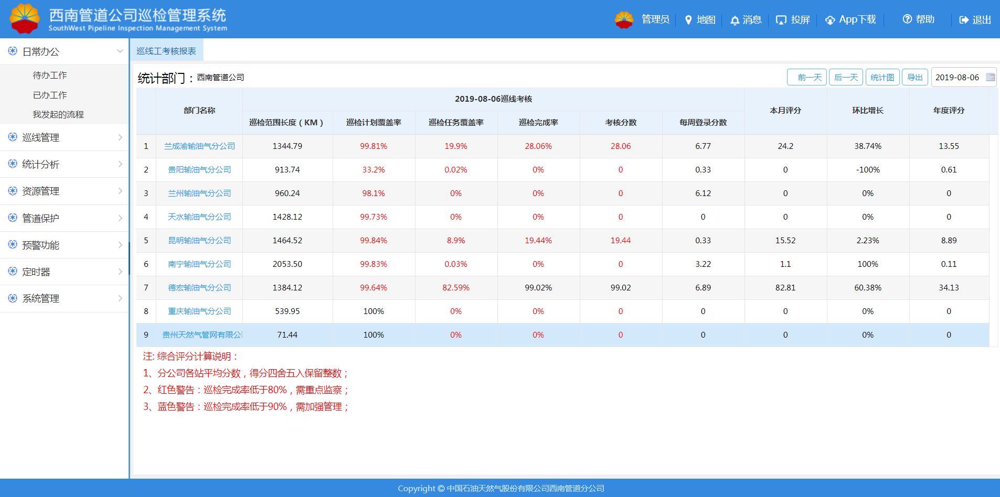 西南管道公司巡检管理系统
SouthWest Pipeline Inspection Management System
管理员 地图 消息 投屏 App下载 帮助 退出
日常办公
待办工作
已办工作
我发起的流程
巡线管理
统计分析
资源管理
管道保护
预警功能
定时器
系统管理
巡线工考核报表
统计部门：西南管道公司
前一天 后一天 统计图 导出 2019-08-06
部门名称 2019-08-06巡线考核 本月评分 环比增长 年度评分
巡检范围长度（KM） 巡检计划覆盖率 巡检任务覆盖率 巡检完成率 考核分数 每周登录分数
1 兰成渝输油气分公司 1344.79 99.81% 19.9% 28.06% 28.06 6.77 24.2 38.74% 13.55
2 贵阳输油气分公司 913.74 33.2% 0.02% 0% 0 0.33 0 -100% 0.61
3 兰州输油气分公司 960.24 98.1% 0% 0% 0 6.12 0 0% 0
4 天水输油气分公司 1428.12 99.73% 0% 0% 0 0 0 0% 0
5 昆明输油气分公司 1464.52 99.84% 8.9% 19.44% 19.44 0.33 15.52 2.23% 8.89
6 南宁输油气分公司 2053.50 99.83% 0.03% 0% 0 3.22 1.1 100% 0.11
7 德宏输油气分公司 1384.12 99.64% 82.59% 99.02% 99.02 6.89 82.81 60.38% 34.13
8 重庆输油气分公司 539.95 100% 0% 0% 0 0 0 0% 0
9 贵州天然气管网有限公 71.44 100% 0% 0% 0 0 0 0% 0
注: 综合评分计算说明：
1、分公司各站平均分数，得分四舍五入保留整数；
2、红色警告：巡检完成率低于80%，需重点监察；
3、蓝色警告：巡检完成率低于90%，需加强管理；
Copyright © 中国石油天然气股份有限公司西南管道分公司